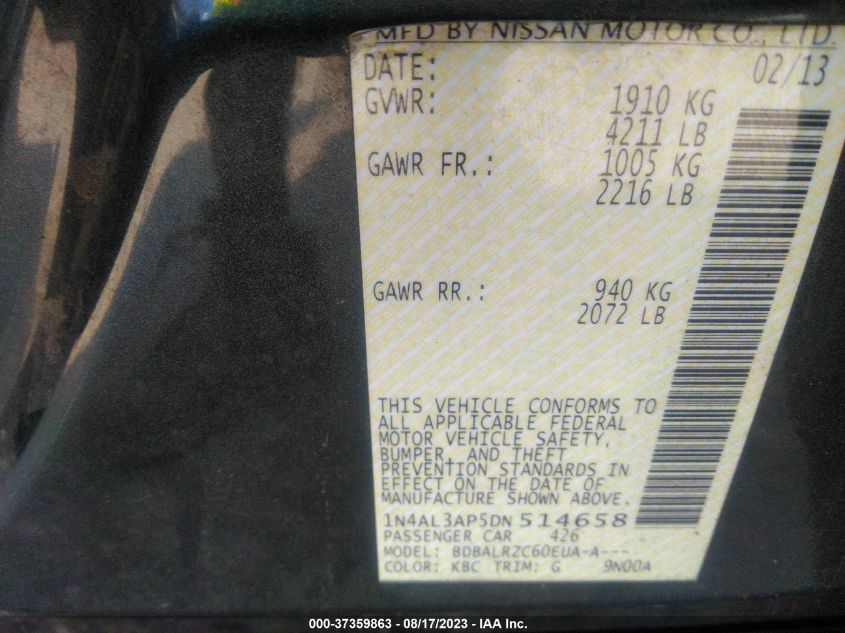 MFD BY NISSAN MOTOR CO., LTD.
DATE: 02/13
GVWR: 1910 KG
4211 LB
GAWR FR.: 1005 KG
2216 LB
GAWR RR.: 940 KG
2072 LB
THIS VEHICLE CONFORMS TO
ALL APPLICABLE FEDERAL
MOTOR VEHICLE SAFETY,
BUMPER, AND THEFT
PREVENTION STANDARDS IN
EFFECT ON THE DATE OF
MANUFACTURE SHOWN ABOVE.
1N4AL3AP5DN514658
PASSENGER CAR 426
MODEL: BDBALRZC60EUA-A---
COLOR: KBC TRIM: G 9N00A
000-37359863 - 08/17/2023 - IAA Inc.